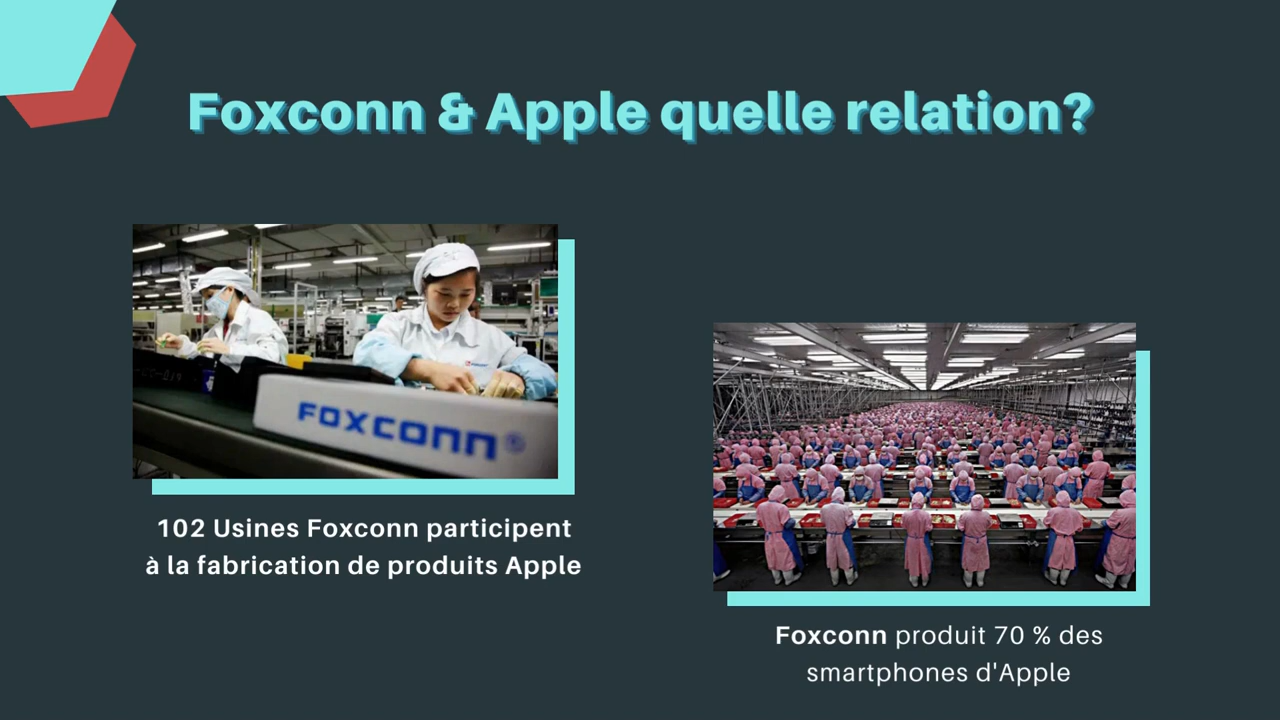 Foxconn & Apple quelle relation?
FOXCONN®
102 Usines Foxconn participent
à la fabrication de produits Apple
Foxconn produit 70 % des
smartphones d'Apple